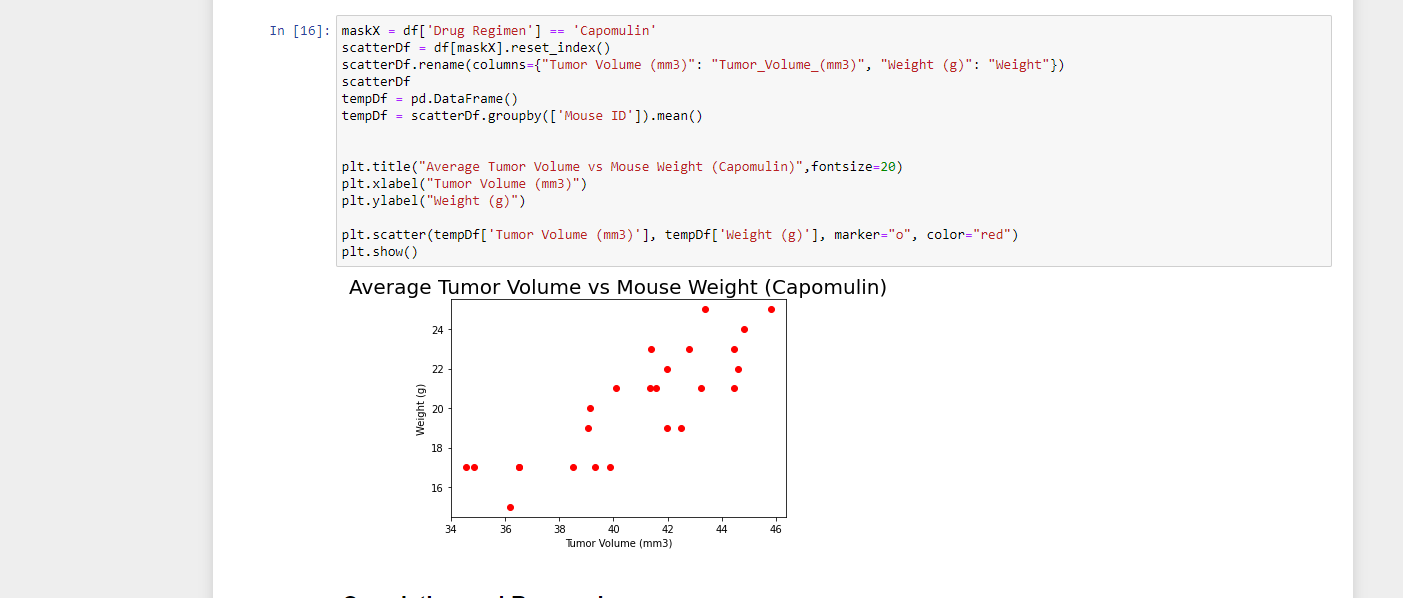 In [16]:
maskX = df['Drug Regimen'] == 'Capomulin'
scatterDf = df[maskX].reset_index()
scatterDf.rename(columns={"Tumor Volume (mm3)": "Tumor_Volume_(mm3)", "Weight (g)": "Weight"})
scatterDf
tempDf = pd.DataFrame()
tempDf = scatterDf.groupby(['Mouse ID']).mean()
plt.title("Average Tumor Volume vs Mouse Weight (Capomulin)",fontsize=20)
plt.xlabel("Tumor Volume (mm3)")
plt.ylabel("Weight (g)")
plt.scatter(tempDf['Tumor Volume (mm3)'], tempDf['Weight (g)'], marker="o", color="red")
plt.show()
Average Tumor Volume vs Mouse Weight (Capomulin)
24
22
20
18
16
Weight (g)
34 36 38 40 42 44 46
Tumor Volume (mm3)